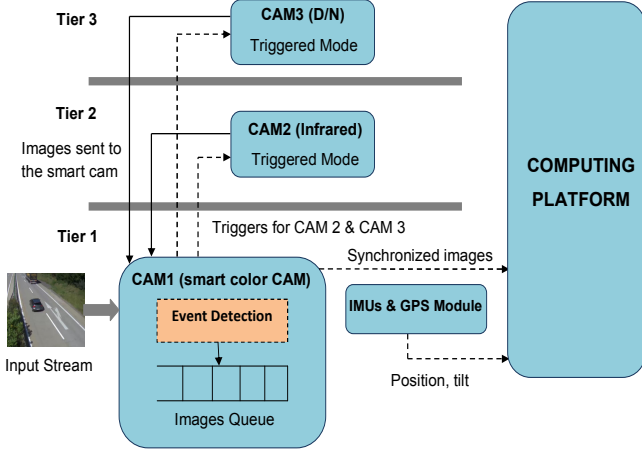 Tier 3
CAM3 (D/N)
Triggered Mode
Tier 2
Images sent to
the smart cam
CAM2 (Infrared)
Triggered Mode
COMPUTING
PLATFORM
Tier 1
Triggers for CAM 2 & CAM 3
Synchronized images
CAM1 (smart color CAM)
Event Detection
Images Queue
Input Stream
IMUs & GPS Module
Position, tilt